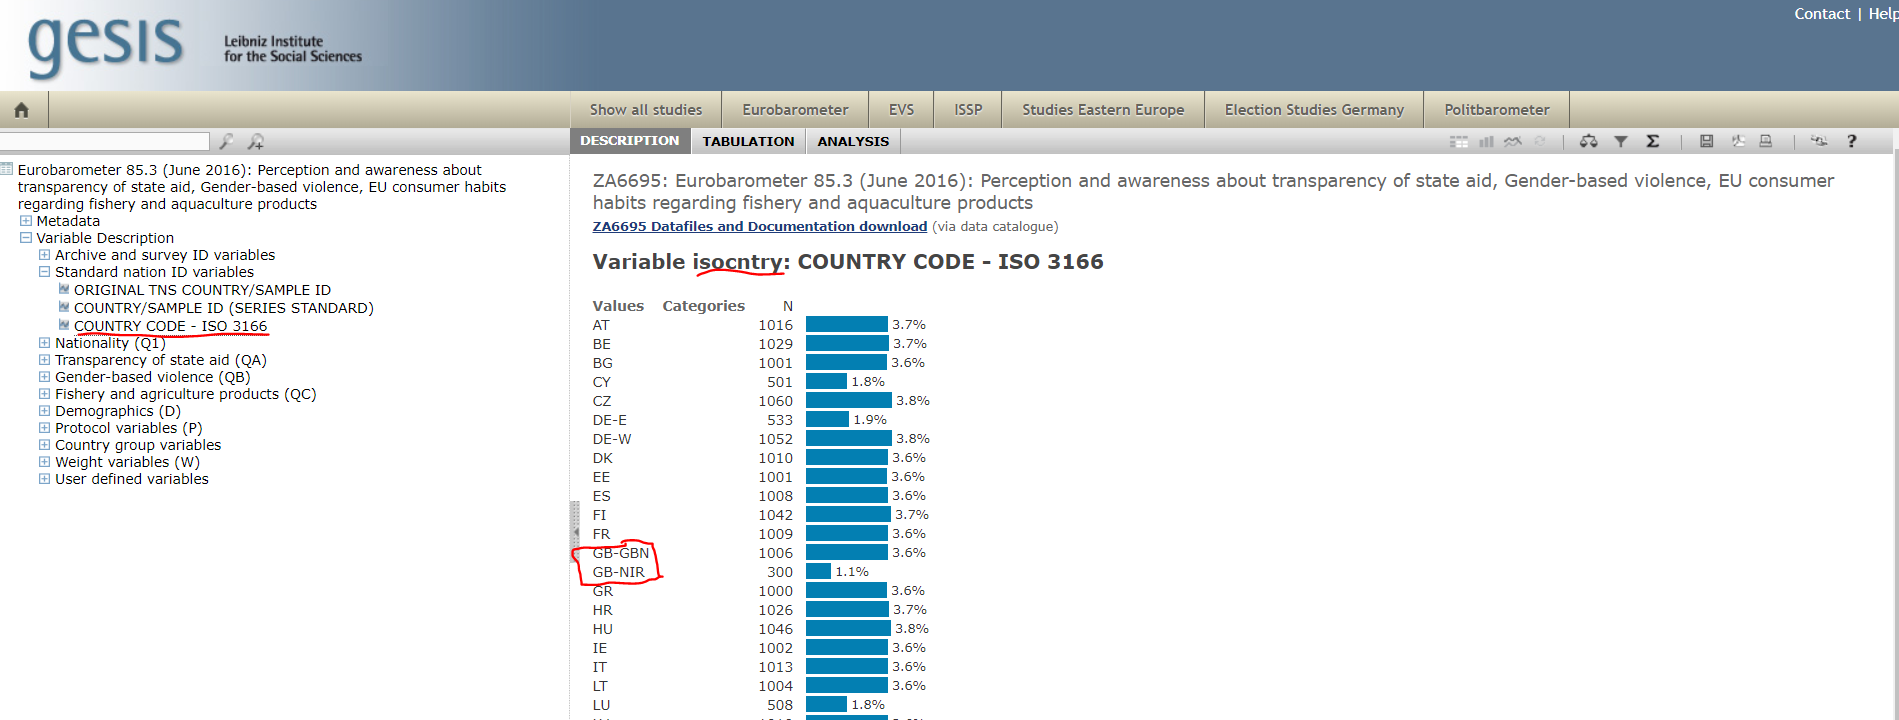 Contact | Help
gesis
Leibniz Institute
for the Social Sciences
Show all studies
Eurobarometer
EVS
ISSP
Studies Eastern Europe
Election Studies Germany
Politbarometer
DESCRIPTION
TABULATION
ANALYSIS
Σ
?
Eurobarometer 85.3 (June 2016): Perception and awareness about
transparency of state aid, Gender-based violence, EU consumer habits
regarding fishery and aquaculture products
Metadata
Variable Description
Archive and survey ID variables
Standard nation ID variables
ORIGINAL TNS COUNTRY/SAMPLE ID
COUNTRY/SAMPLE ID (SERIES STANDARD)
COUNTRY CODE - ISO 3166
Nationality (Q1)
Transparency of state aid (QA)
Gender-based violence (QB)
Fishery and agriculture products (QC)
Demographics (D)
Protocol variables (P)
Country group variables
Weight variables (W)
User defined variables
ZA6695: Eurobarometer 85.3 (June 2016): Perception and awareness about transparency of state aid, Gender-based violence, EU consumer
habits regarding fishery and aquaculture products
ZA6695 Datafiles and Documentation download (via data catalogue)
Variable isocntry: COUNTRY CODE - ISO 3166
Values Categories N
AT 1016 3.7%
BE 1029 3.7%
BG 1001 3.6%
CY 501 1.8%
CZ 1060 3.8%
DE-E 533 1.9%
DE-W 1052 3.8%
DK 1010 3.6%
EE 1001 3.6%
ES 1008 3.6%
FI 1042 3.7%
FR 1009 3.6%
GB-GBN 1006 3.6%
GB-NIR 300 1.1%
GR 1000 3.6%
HR 1026 3.7%
HU 1046 3.8%
IE 1002 3.6%
IT 1013 3.6%
LT 1004 3.6%
LU 508 1.8%